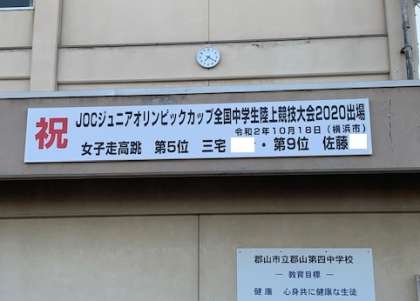 祝
JOCジュニアオリンピックカップ全国中学生陸上競技大会2020出場
令和2年10月18日(横浜市)
女子走高跳 第5位 三宅 ・第9位 佐藤
郡山市立郡山第四中学校
― 教育目標 ―
健康 心身共に健康な生徒